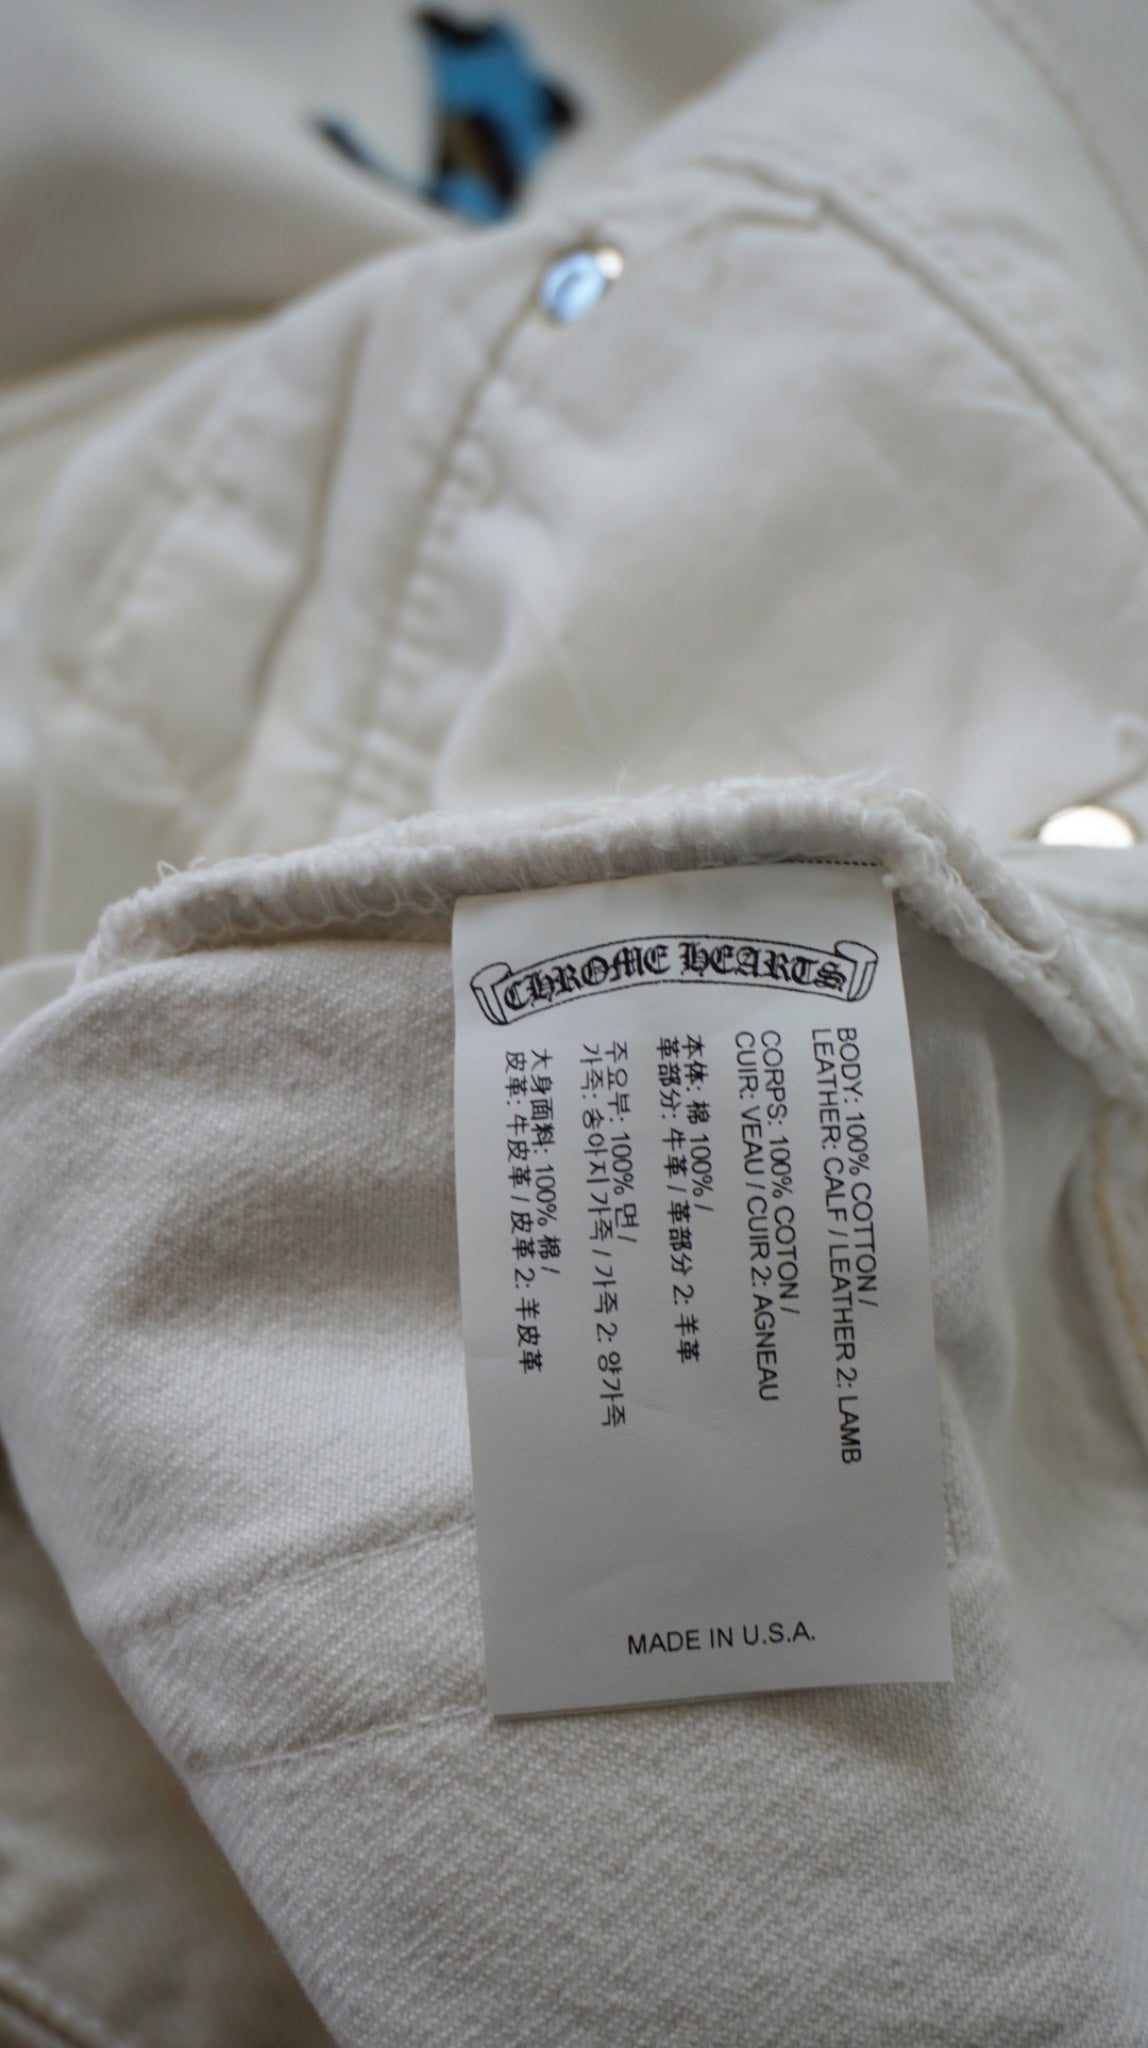 CHROME HEARTS
BODY: 100% COTTON /
LEATHER: CALF / LEATHER 2: LAMB
CORPS: 100% COTON /
CUIR: VEAU / CUIR 2: AGNEAU
本体: 棉 100% /
革部分: 牛革 / 革部分 2: 羊革
주요부: 100% 면 /
가죽: 송아지 가죽 / 가죽 2: 양가죽
大身面料: 100% 棉 /
皮革: 牛皮革 / 皮革 2: 羊皮革
MADE IN U.S.A.